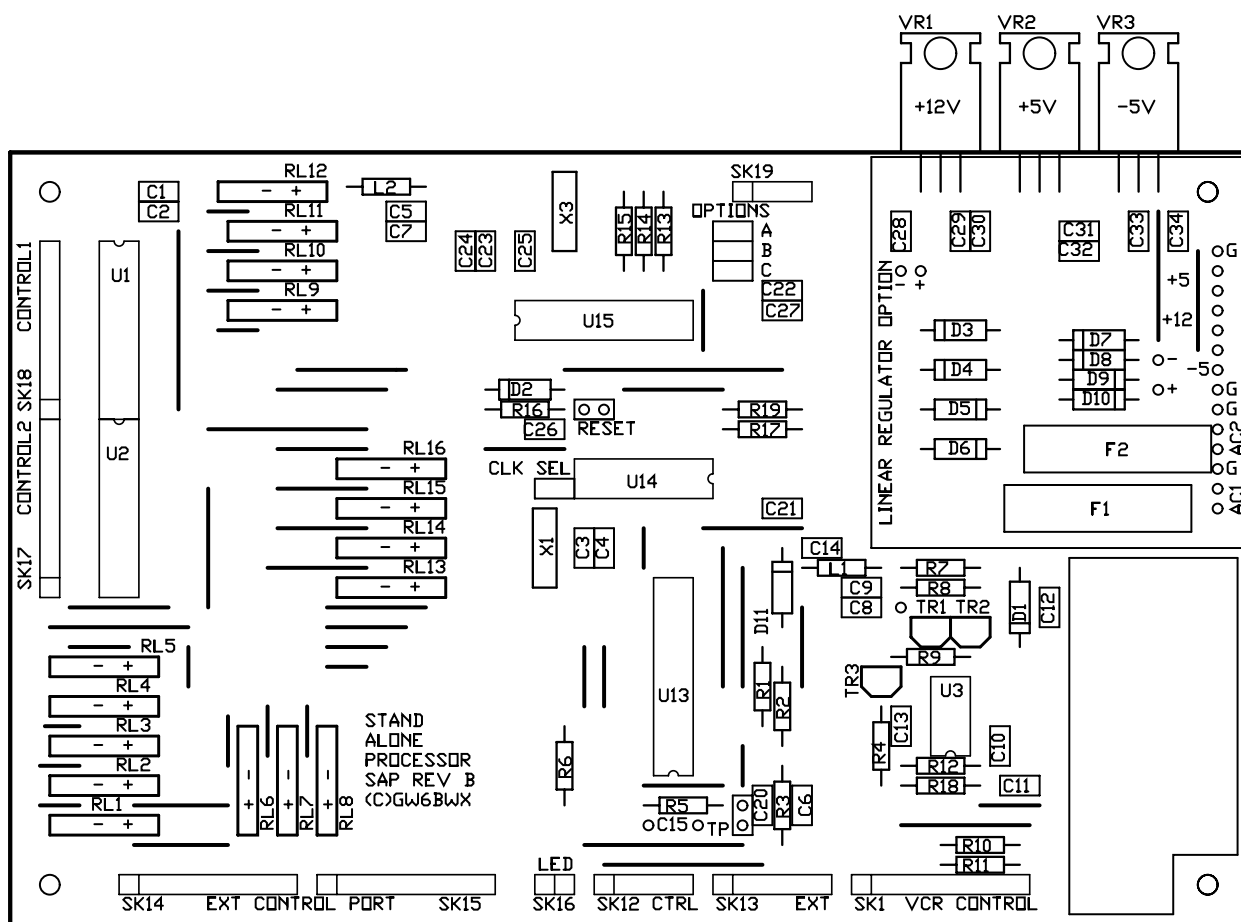 VR1 VR2 VR3
+12V +5V -5V
RL12
L2
SK19
C1
C2
- +
RL11
C5
C7
X3
R15
R14
R13
OPTIONS
A
B
C
- +
RL10
C24
C23
C25
- +
RL9
- +
C22
C27
U15
CONTROL1
SK18
U1
CONTROL2
SK17
U2
C28
C29
C30
C31
C32
C33
C34
- +
LINEAR REGULATOR OPTION
D3
D4
D5
D6
D7
D8
D9
D10
+5
+12
-5
-
+
G
G
G
AC2
G
AC1
F2
F1
D2
R16
C26
RESET
R19
R17
CLK SEL
U14
C21
X1
C3
C4
RL16
- +
RL15
- +
RL14
- +
RL13
- +
C14
L1
C9
C8
R7
R8
TR1 TR2
R9
TR3
D1
C12
D11
R1
R2
U13
U3
R4
C13
C10
R12
R18
C11
RL5
- +
RL4
- +
RL3
- +
RL2
- +
RL1
- +
- +
RL6
- +
RL7
- +
RL8
STAND
ALONE
PROCESSOR
SAP REV B
(C)GW6BWX
R6
R5
C15
TP
C20
R3
C6
R10
R11
LED
SK14 EXT CONTROL PORT SK15
SK16
SK12 CTRL
SK13 EXT
SK1 VCR CONTROL